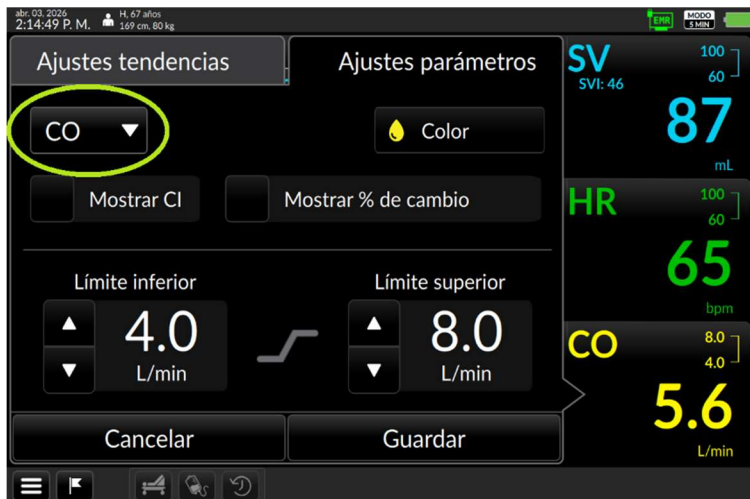 abr. 03, 2026
2:14:49 P. M.
H, 67 años
169 cm, 80 kg
EMR
MODO
5 MIN
Ajustes tendencias
Ajustes parámetros
CO
Color
Mostrar CI
Mostrar % de cambio
Límite inferior
Límite superior
4.0
L/min
8.0
L/min
Cancelar
Guardar
SV
SVI: 46
100
60
87
mL
HR
100
60
65
bpm
CO
8.0
4.0
5.6
L/min